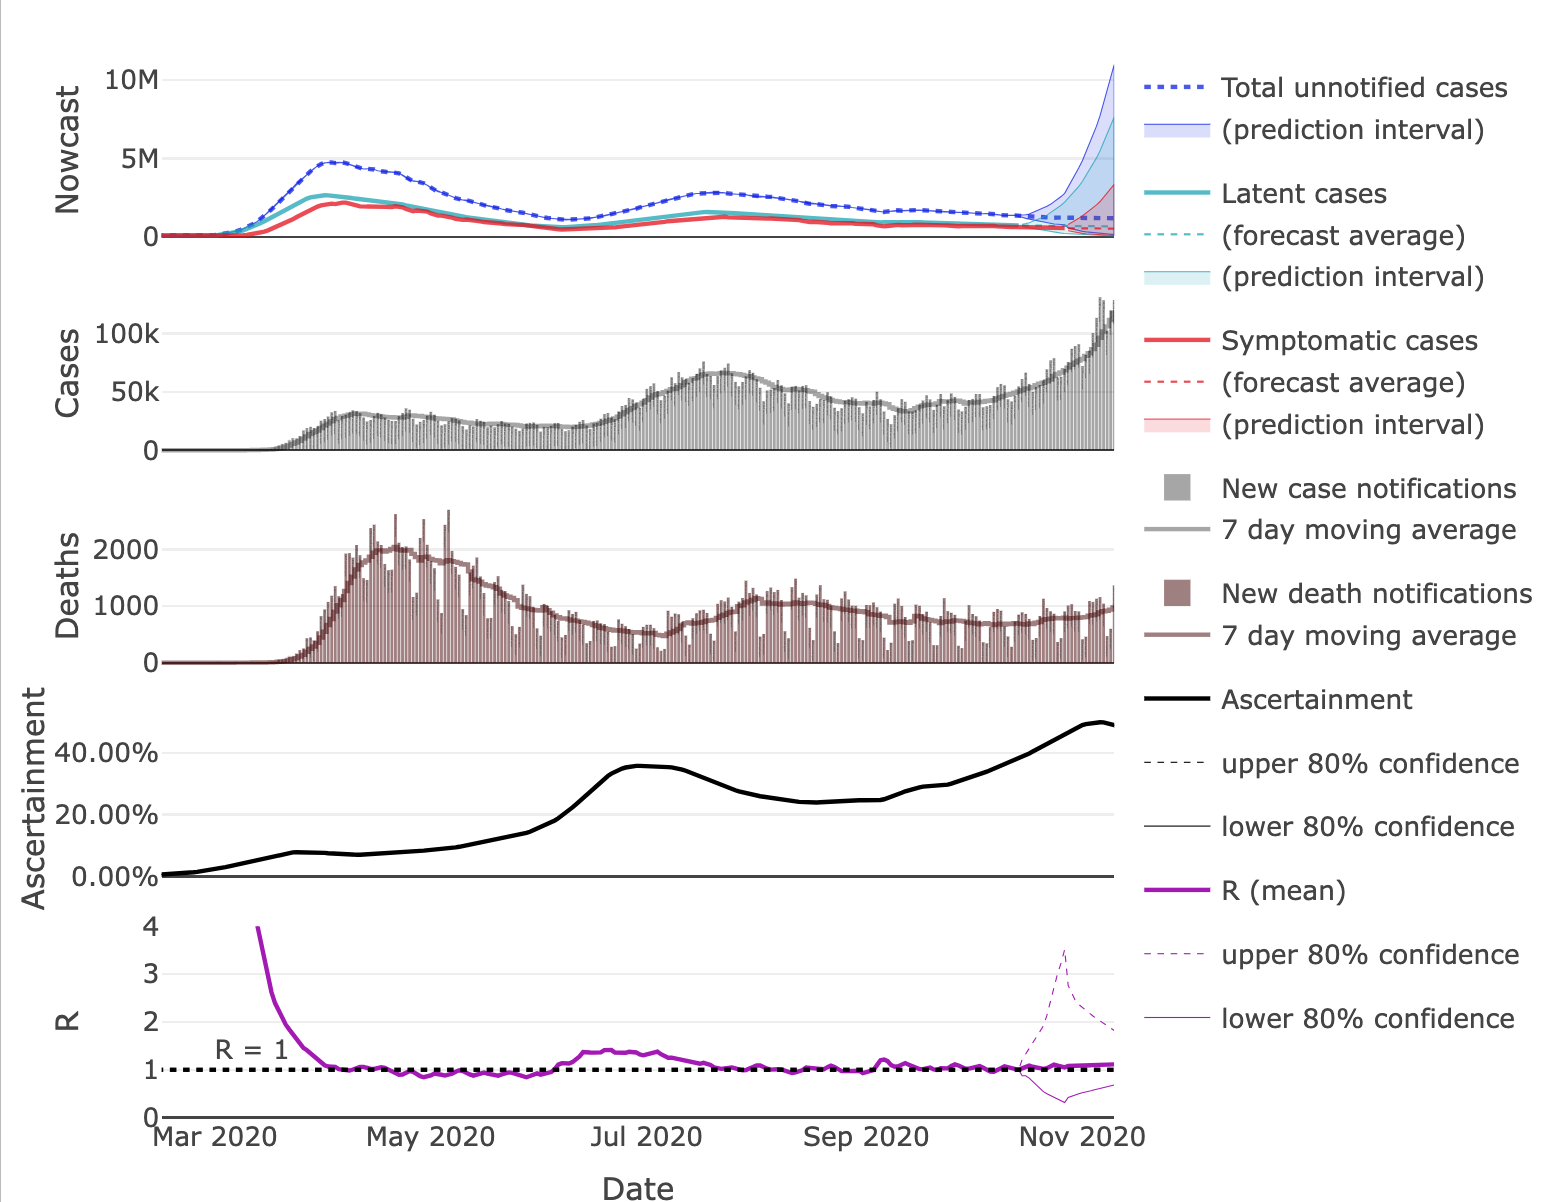 Nowcast
10M
5M
0
Cases
100k
50k
0
Deaths
2000
1000
0
Ascertainment
40.00%
20.00%
0.00%
R
4
3
2
1
0
R = 1
Mar 2020
May 2020
Jul 2020
Sep 2020
Nov 2020
Date
Total unnotified cases
(prediction interval)
Latent cases
(forecast average)
(prediction interval)
Symptomatic cases
(forecast average)
(prediction interval)
New case notifications
7 day moving average
New death notifications
7 day moving average
Ascertainment
upper 80% confidence
lower 80% confidence
R (mean)
upper 80% confidence
lower 80% confidence